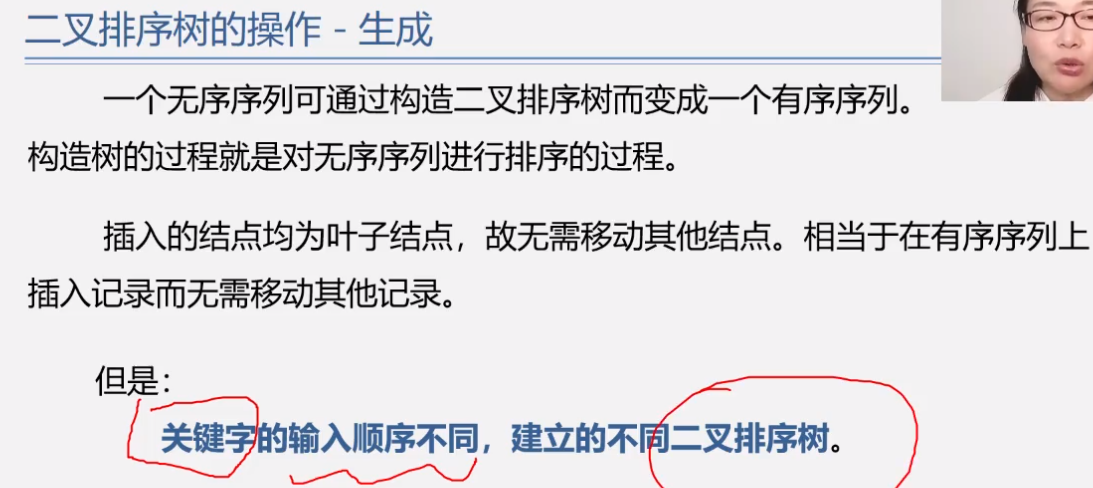 二叉排序树的操作 - 生成
一个无序序列可通过构造二叉排序树而变成一个有序序列。
构造树的过程就是对无序序列进行排序的过程。
插入的结点均为叶子结点，故无需移动其他结点。相当于在有序序列上
插入记录而无需移动其他记录。
但是：
关键字的输入顺序不同，建立的不同二叉排序树。